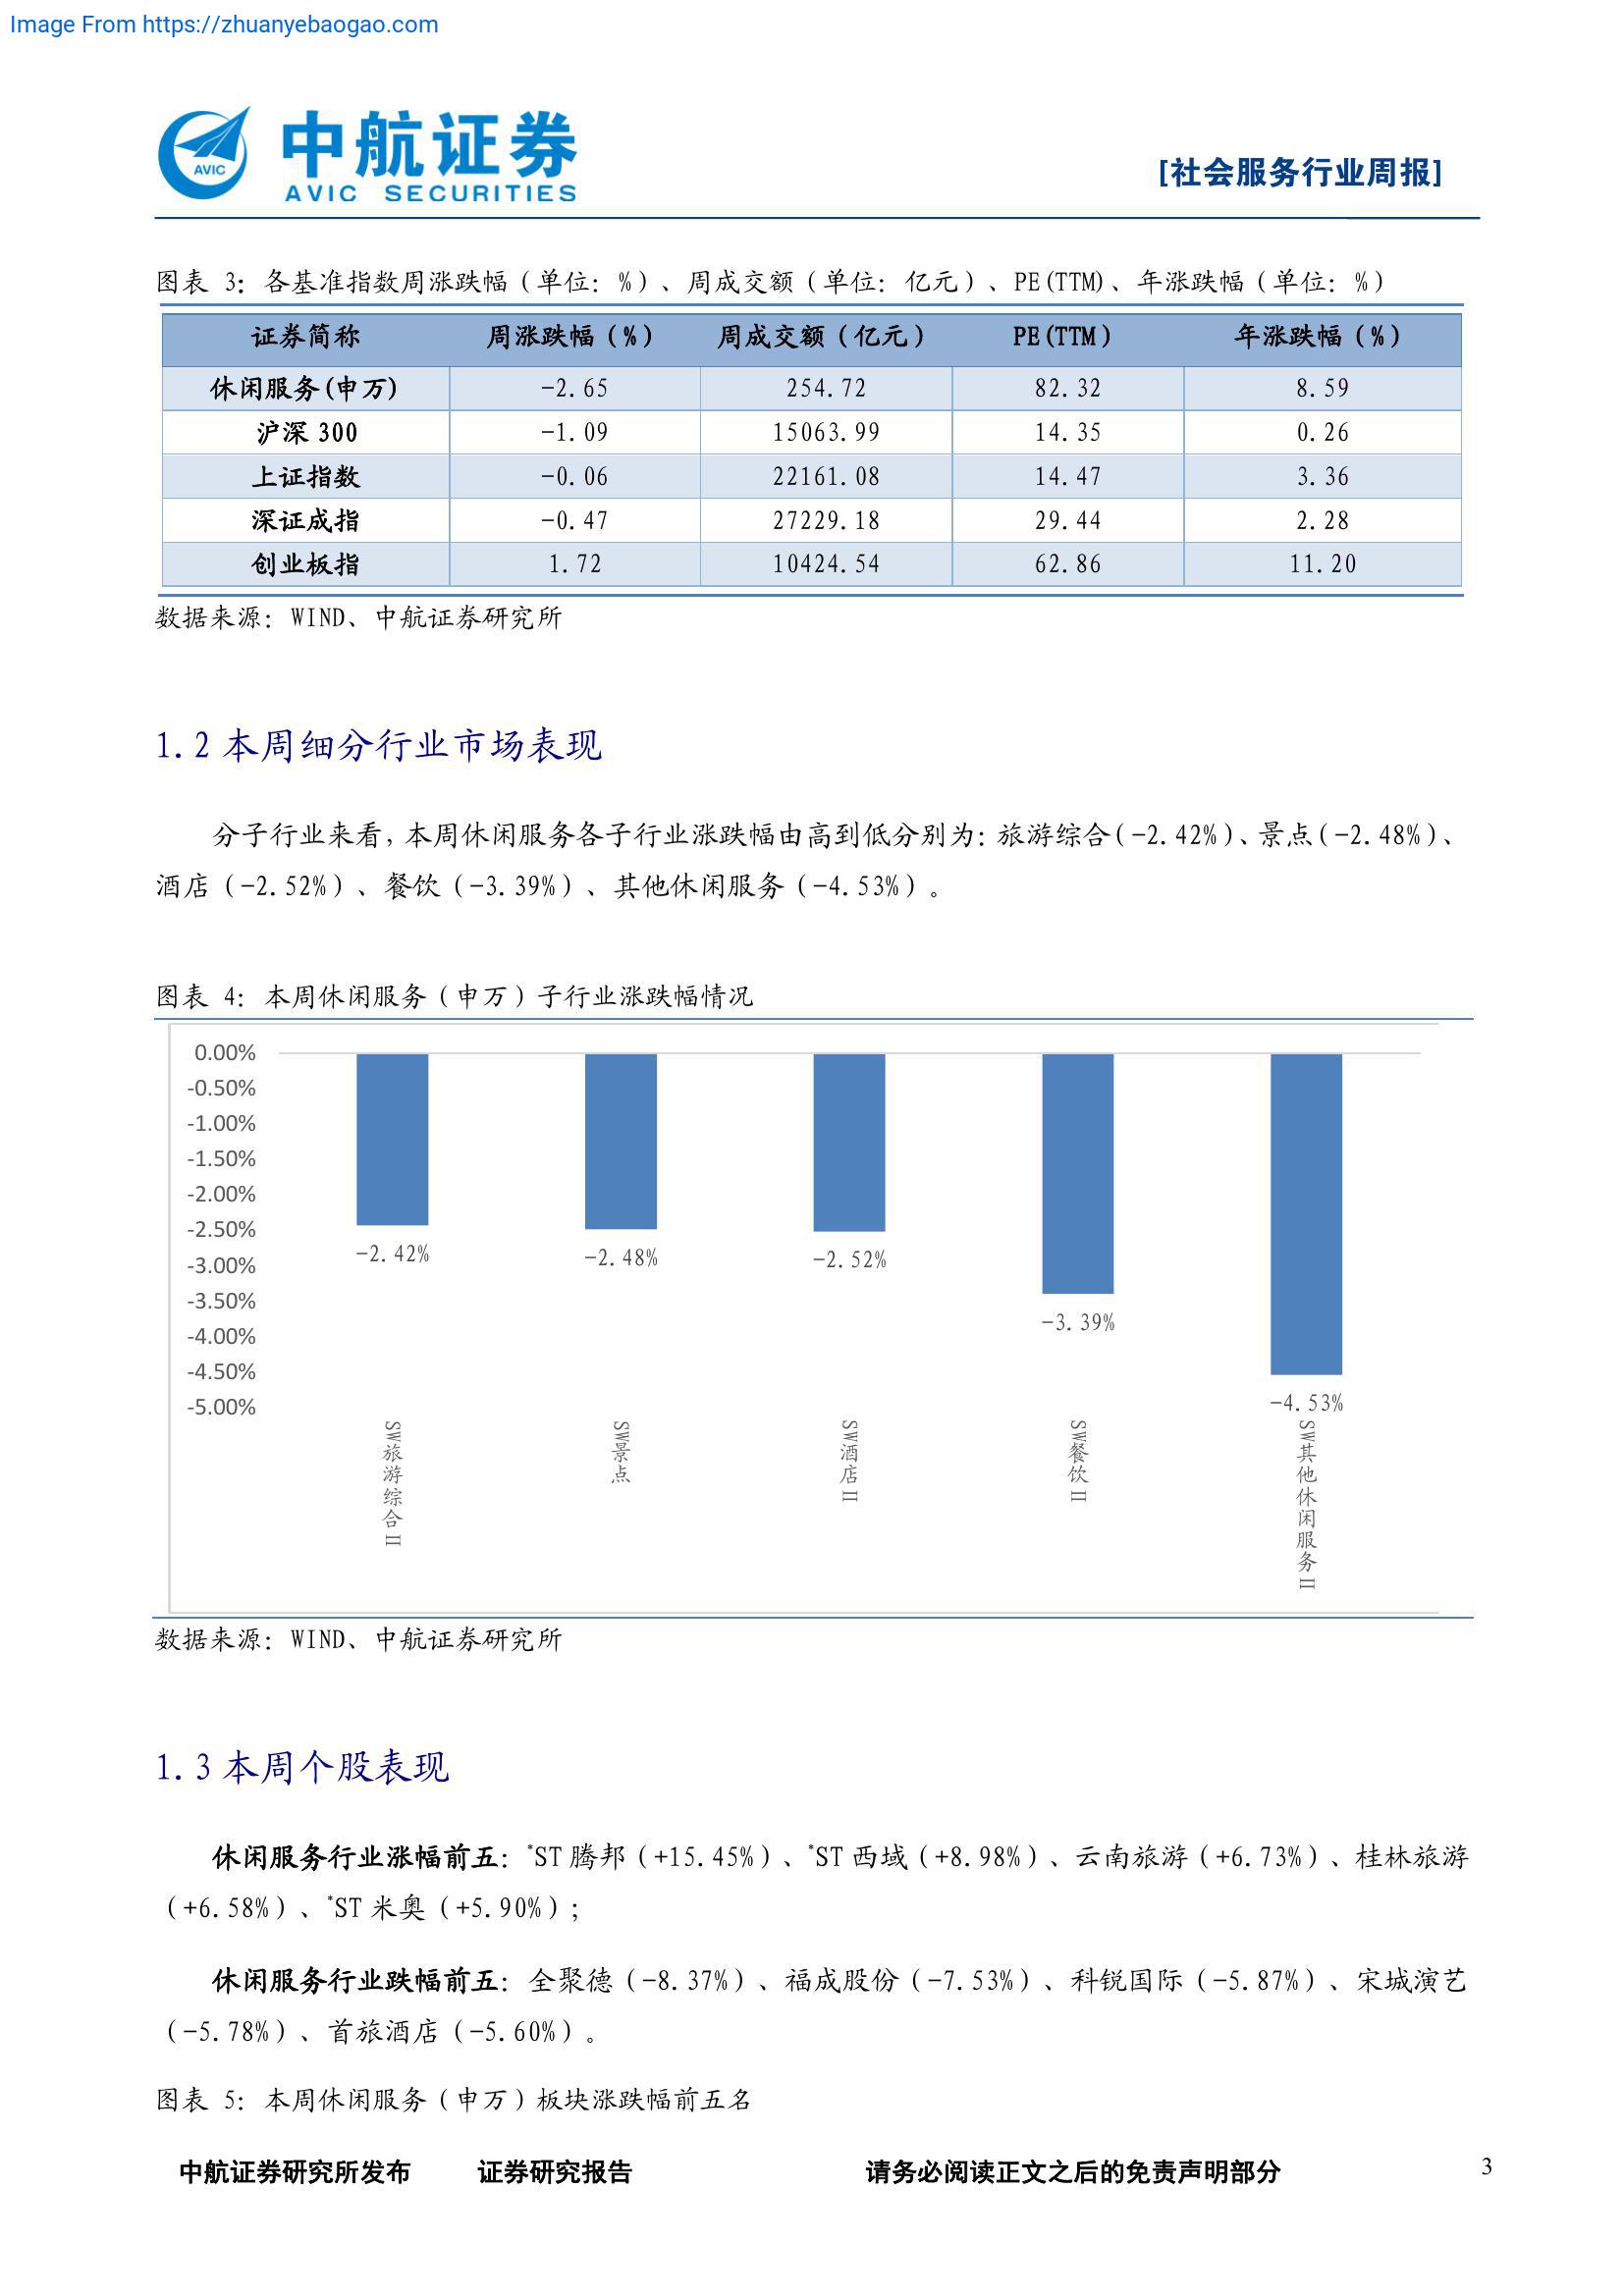 Image From https://zhuanyebaogao.com
AVIC
中航证券
AVIC SECURITIES
[社会服务行业周报]
图表 3：各基准指数周涨跌幅（单位：%）、周成交额（单位：亿元）、PE(TTM)、年涨跌幅（单位：%）
证券简称 周涨跌幅（%） 周成交额（亿元） PE(TTM) 年涨跌幅（%）
休闲服务(申万) -2.65 254.72 82.32 8.59
沪深 300 -1.09 15063.99 14.35 0.26
上证指数 -0.06 22161.08 14.47 3.36
深证成指 -0.47 27229.18 29.44 2.28
创业板指 1.72 10424.54 62.86 11.20
数据来源：WIND、中航证券研究所
1.2 本周细分行业市场表现
分子行业来看，本周休闲服务各子行业涨跌幅由高到低分别为：旅游综合(-2.42%)、景点(-2.48%)、
酒店（-2.52%）、餐饮（-3.39%）、其他休闲服务（-4.53%）。
图表 4：本周休闲服务（申万）子行业涨跌幅情况
0.00%
-0.50%
-1.00%
-1.50%
-2.00%
-2.50%
-3.00%
-3.50%
-4.00%
-4.50%
-5.00%
-2.42%
-2.48%
-2.52%
-3.39%
-4.53%
SW旅游综合Ⅱ
SW景点
SW酒店Ⅱ
SW餐饮Ⅱ
SW其他休闲服务Ⅱ
数据来源：WIND、中航证券研究所
1.3 本周个股表现
休闲服务行业涨幅前五：*ST 腾邦（+15.45%）、*ST 西域（+8.98%）、云南旅游（+6.73%）、桂林旅游
（+6.58%）、*ST 米奥（+5.90%）；
休闲服务行业跌幅前五：全聚德（-8.37%）、福成股份（-7.53%）、科锐国际（-5.87%）、宋城演艺
（-5.78%）、首旅酒店（-5.60%）。
图表 5：本周休闲服务（申万）板块涨跌幅前五名
中航证券研究所发布 证券研究报告 请务必阅读正文之后的免责声明部分 3